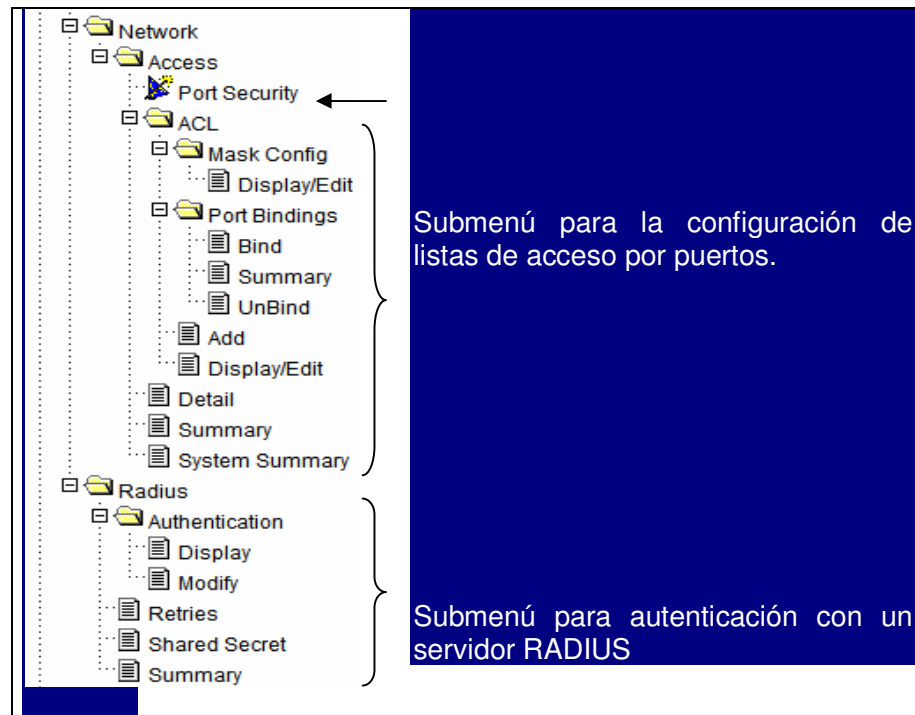 Network
Access
Port Security
ACL
Mask Config
Display/Edit
Port Bindings
Bind
Summary
UnBind
Add
Display/Edit
Detail
Summary
System Summary
Radius
Authentication
Display
Modify
Retries
Shared Secret
Summary
Submenú para la configuración de
listas de acceso por puertos.
Submenú para autenticación con un
servidor RADIUS